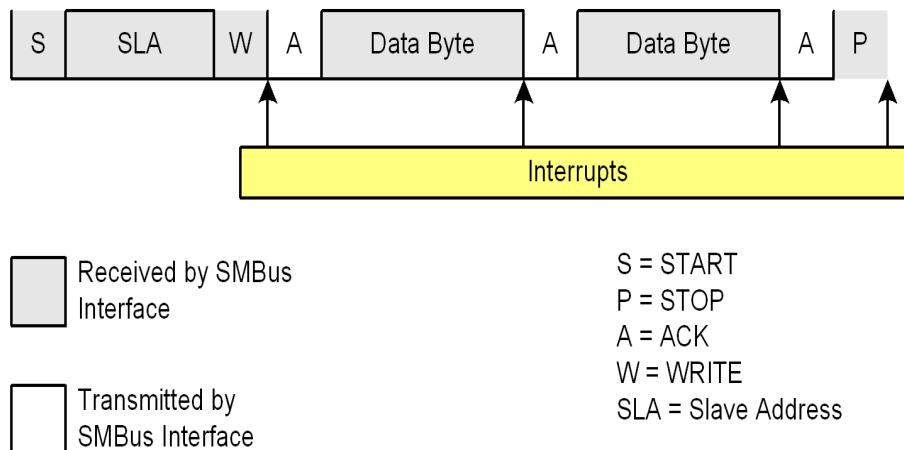 S SLA W A Data Byte A Data Byte A P
Interrupts
Received by SMBus
Interface
Transmitted by
SMBus Interface
S = START
P = STOP
A = ACK
W = WRITE
SLA = Slave Address